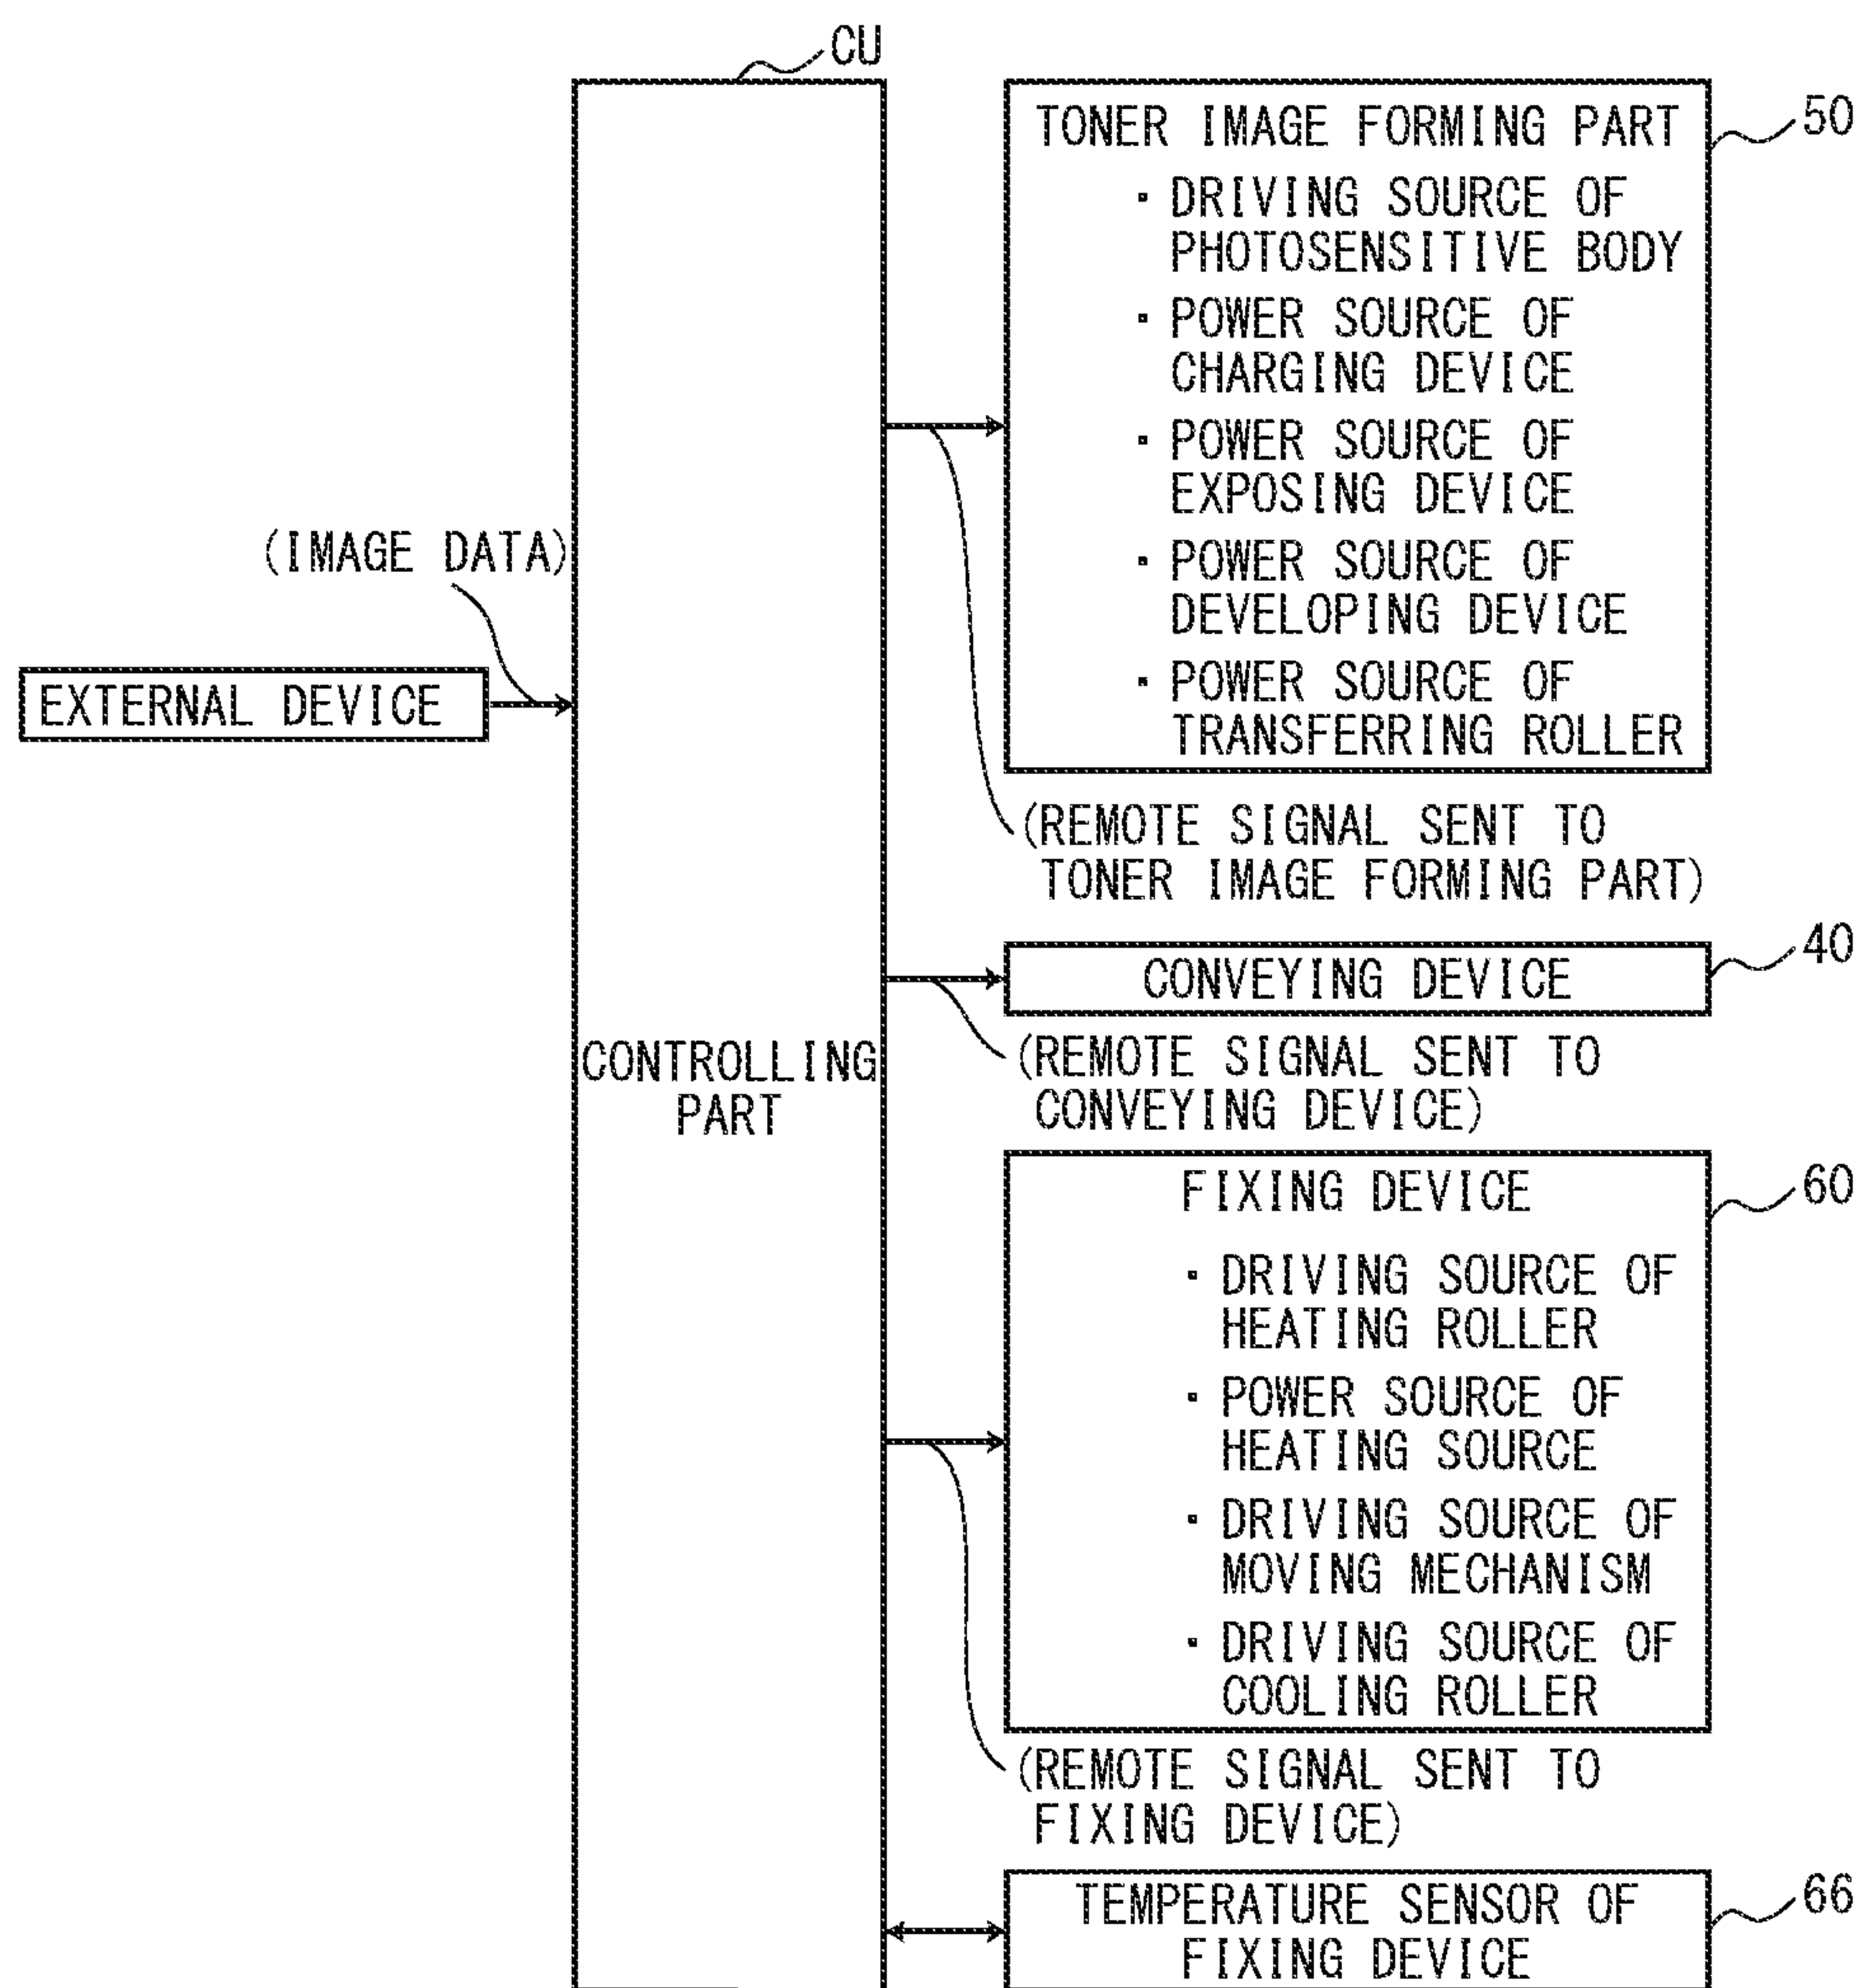 CU
TONER IMAGE FORMING PART
50
・DRIVING SOURCE OF
PHOTOSENSITIVE BODY
・POWER SOURCE OF
CHARGING DEVICE
・POWER SOURCE OF
EXPOSING DEVICE
・POWER SOURCE OF
DEVELOPING DEVICE
・POWER SOURCE OF
TRANSFERRING ROLLER
(IMAGE DATA)
EXTERNAL DEVICE
(REMOTE SIGNAL SENT TO
TONER IMAGE FORMING PART)
CONVEYING DEVICE
40
CONTROLLING
PART
(REMOTE SIGNAL SENT TO
CONVEYING DEVICE)
FIXING DEVICE
60
・DRIVING SOURCE OF
HEATING ROLLER
・POWER SOURCE OF
HEATING SOURCE
・DRIVING SOURCE OF
MOVING MECHANISM
・DRIVING SOURCE OF
COOLING ROLLER
(REMOTE SIGNAL SENT TO
FIXING DEVICE)
TEMPERATURE SENSOR OF
FIXING DEVICE
66